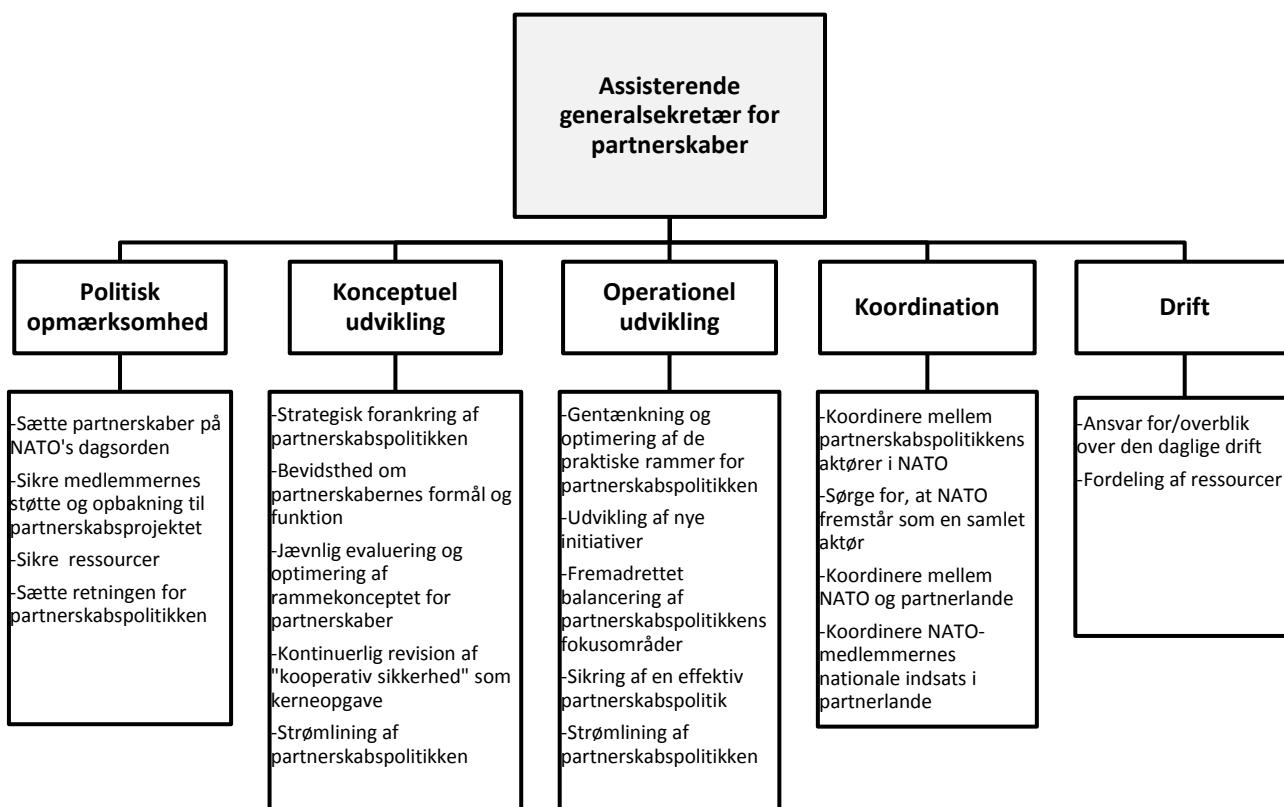 Assisterende
generalsekretær for
partnerskaber
Politisk
opmærksomhed
-Sætte partnerskaber på
NATO's dagsorden
-Sikre medlemmernes
støtte og opbakning til
partnerskabsprojektet
-Sikre ressourcer
-Sætte retningen for
partnerskabspolitikken
Konceptuel
udvikling
-Strategisk forankring af
partnerskabspolitikken
-Bevidsthed om
partnerskabernes formål og
funktion
-Jævnlig evaluering og
optimering af
rammekonceptet for
partnerskaber
-Kontinuerlig revision af
"kooperativ sikkerhed" som
kerneopgave
-Strømlining af
partnerskabspolitikken
Operationel
udvikling
-Gentænkning og
optimering af de
praktiske rammer for
partnerskabspolitikken
-Udvikling af nye
initiativer
-Fremadrettet
balancering af
partnerskabspolitikkens
fokusområder
-Sikring af en effektiv
partnerskabspolitik
-Strømlining af
partnerskabspolitikken
Koordination
-Koordinere mellem
partnerskabspolitikkens
aktører i NATO
-Sørge for, at NATO
fremstår som en samlet
aktør
-Koordinere mellem
NATO og partnerlande
-Koordinere NATO-
medlemmernes
nationale indsats i
partnerlande
Drift
-Ansvar for/overblik
over den daglige drift
-Fordeling af ressourcer